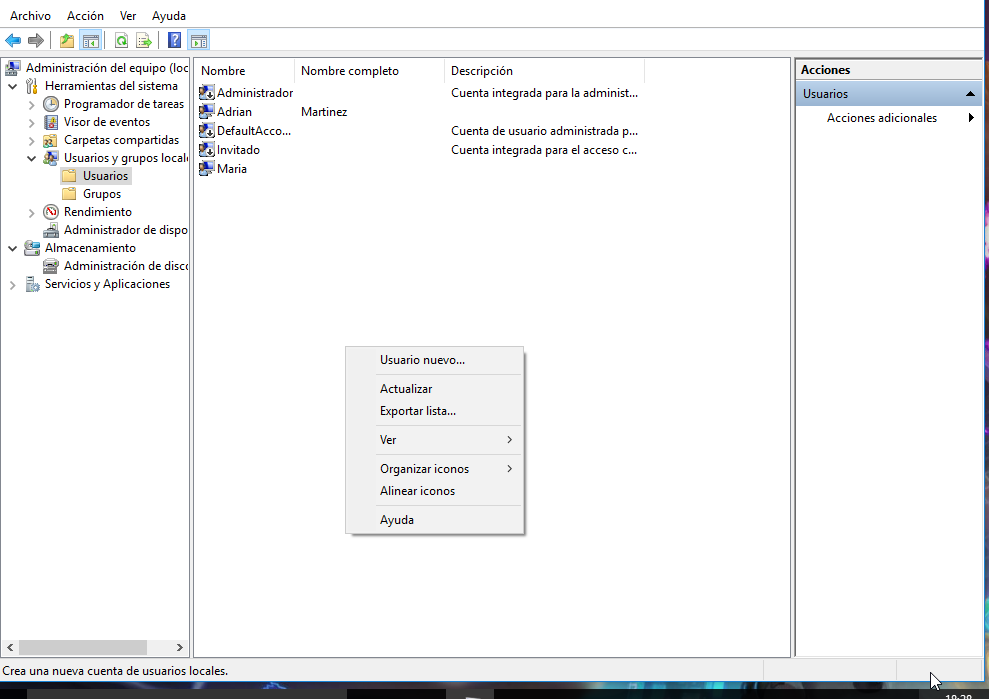 Archivo Acción Ver Ayuda
Administración del equipo (loc
Herramientas del sistema
Programador de tareas
Visor de eventos
Carpetas compartidas
Usuarios y grupos locale
Usuarios
Grupos
Rendimiento
Administrador de dispo
Almacenamiento
Administración de disco
Servicios y Aplicaciones
Nombre Nombre completo Descripción
Administrador Cuenta integrada para la administ...
Adrian Martinez
DefaultAcco... Cuenta de usuario administrada p...
Invitado Cuenta integrada para el acceso c...
Maria
Usuario nuevo...
Actualizar
Exportar lista...
Ver
Organizar iconos
Alinear iconos
Ayuda
Acciones
Usuarios
Acciones adicionales
Crea una nueva cuenta de usuarios locales.